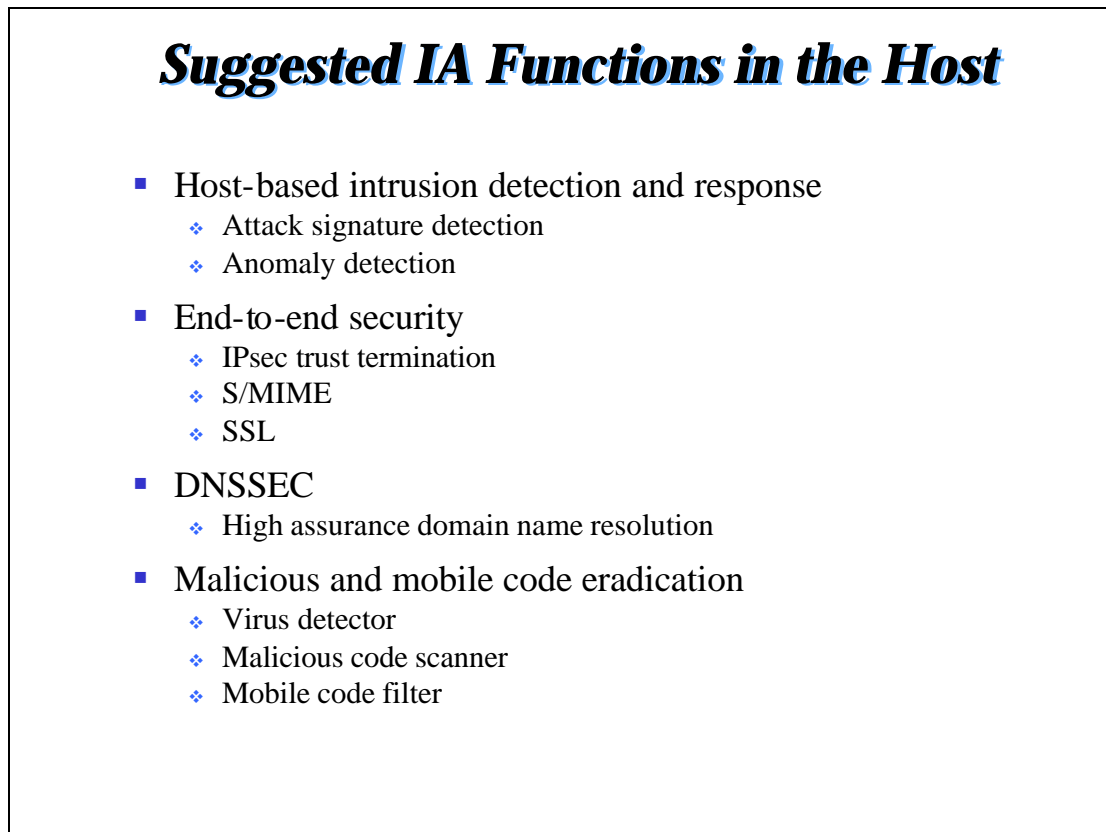 Suggested IA Functions in the Host
Host-based intrusion detection and response
Attack signature detection
Anomaly detection
End-to-end security
IPsec trust termination
S/MIME
SSL
DNSSEC
High assurance domain name resolution
Malicious and mobile code eradication
Virus detector
Malicious code scanner
Mobile code filter